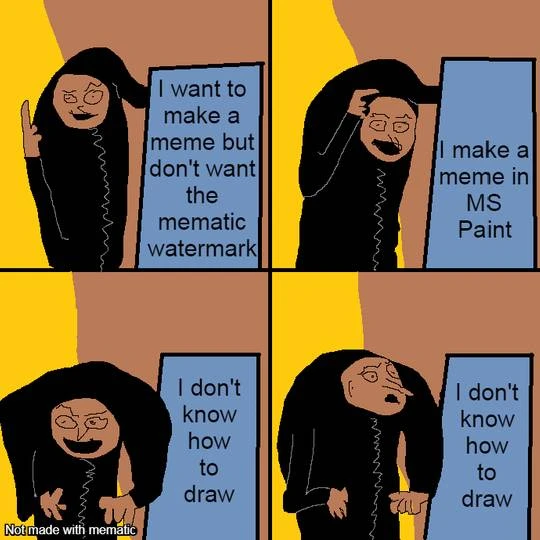 I want to
make a
meme but
don't want
the
mematic
watermark
I make a
meme in
MS
Paint
I don't
know
how
to
draw
I don't
know
how
to
draw
Not made with mematic